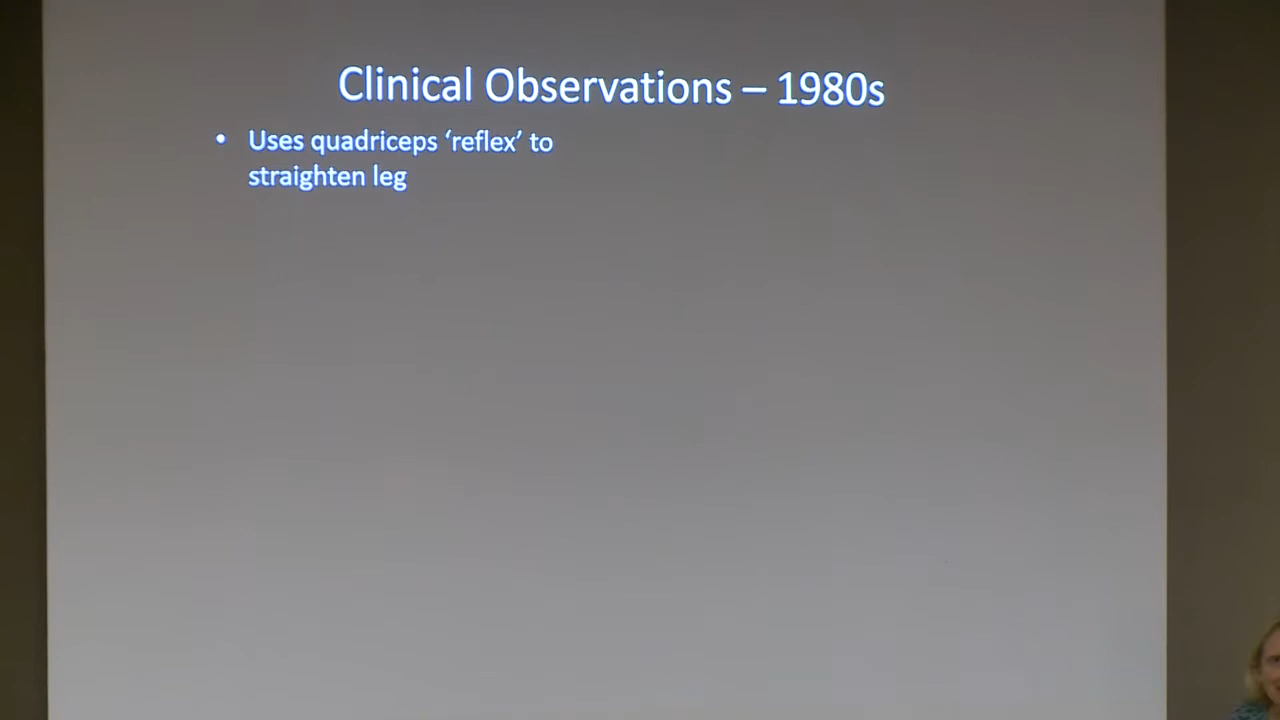 Clinical Observations – 1980s
• Uses quadriceps ‘reflex’ to
straighten leg